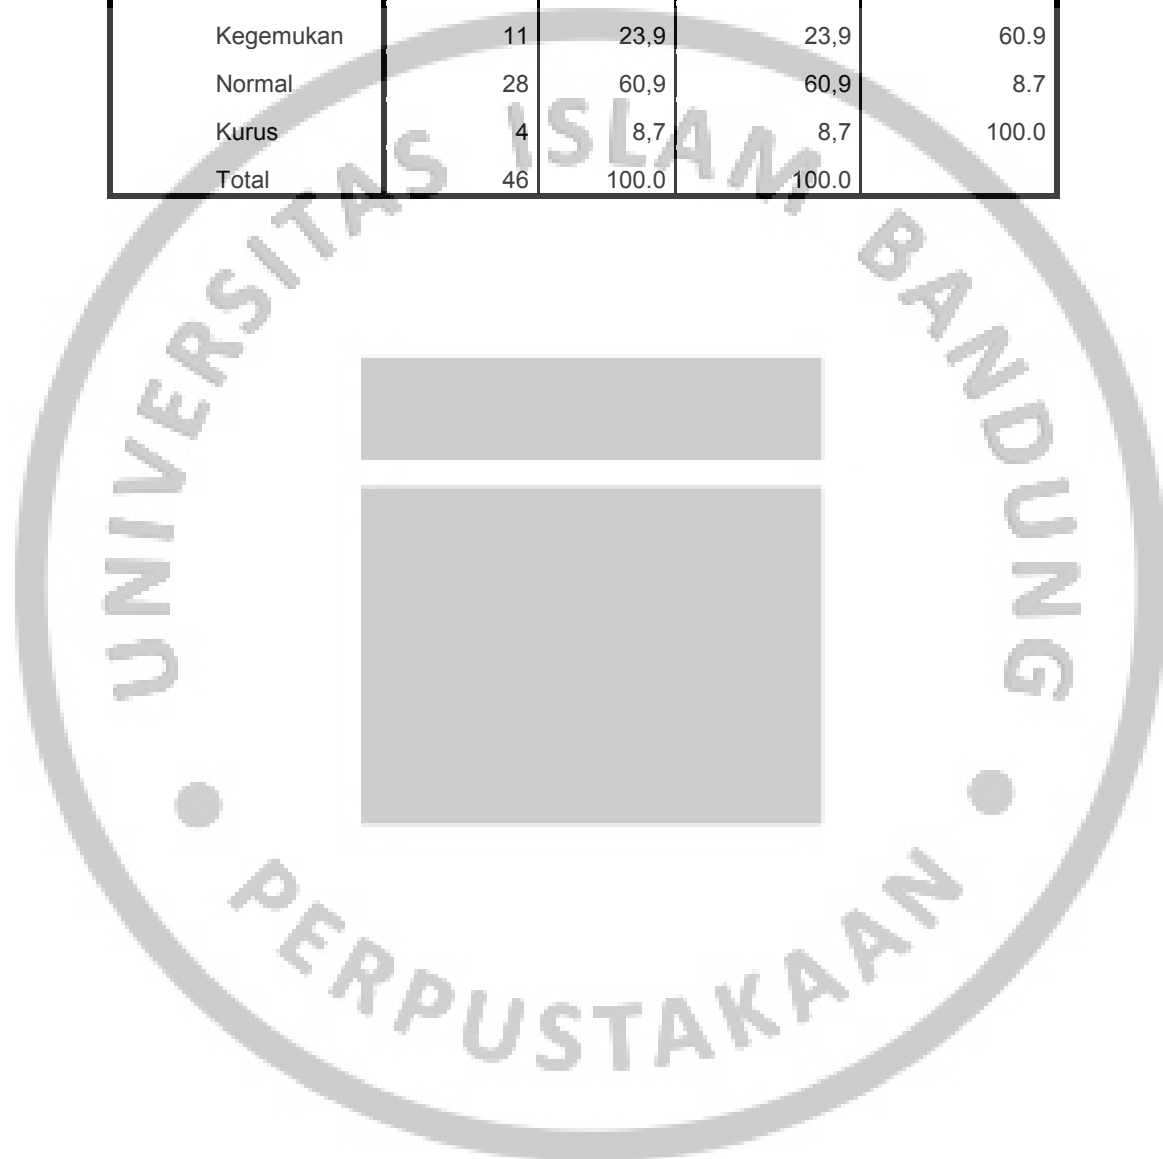 Kegemukan 11 23,9 23,9 60.9
Normal 28 60,9 60,9 8.7
Kurus 4 8,7 8,7 100.0
Total 46 100.0 100.0
UNIVERSITAS ISLAM BANDUNG
PERPUSTAKAAN